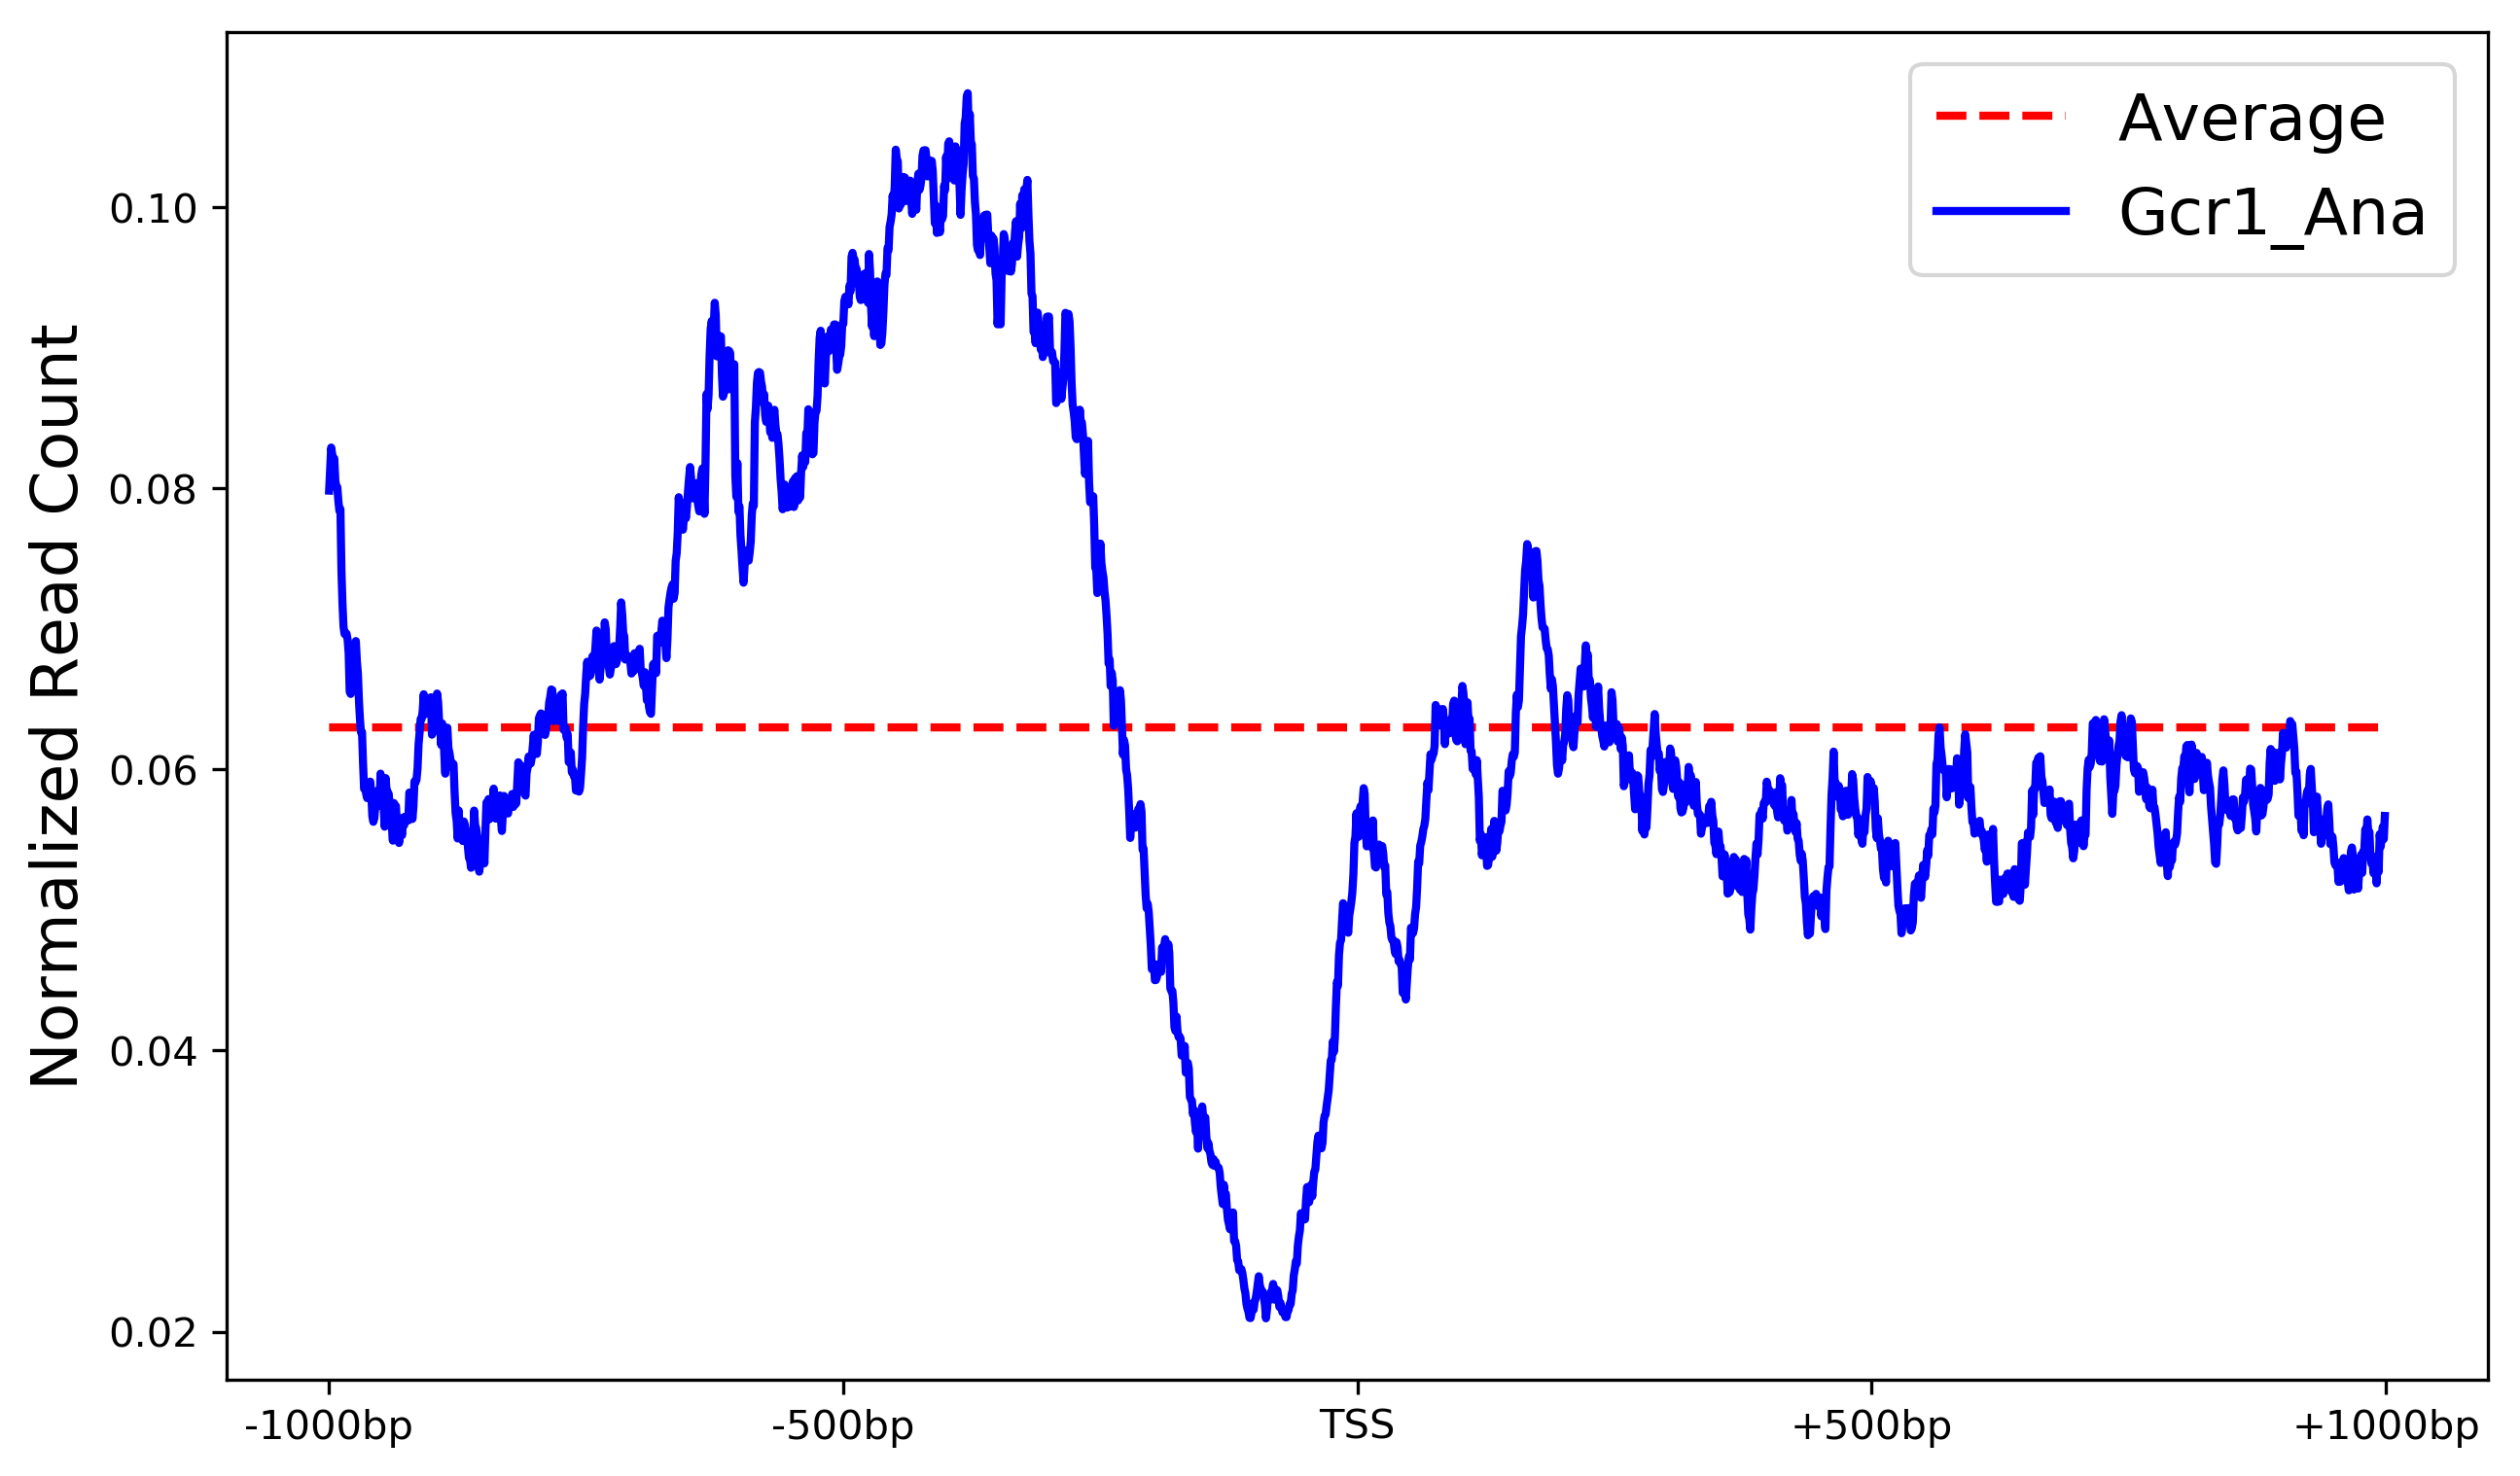 Average
Gcr1_Ana
Normalized Read Count
0.10
0.08
0.06
0.04
0.02
-1000bp
-500bp
TSS
+500bp
+1000bp